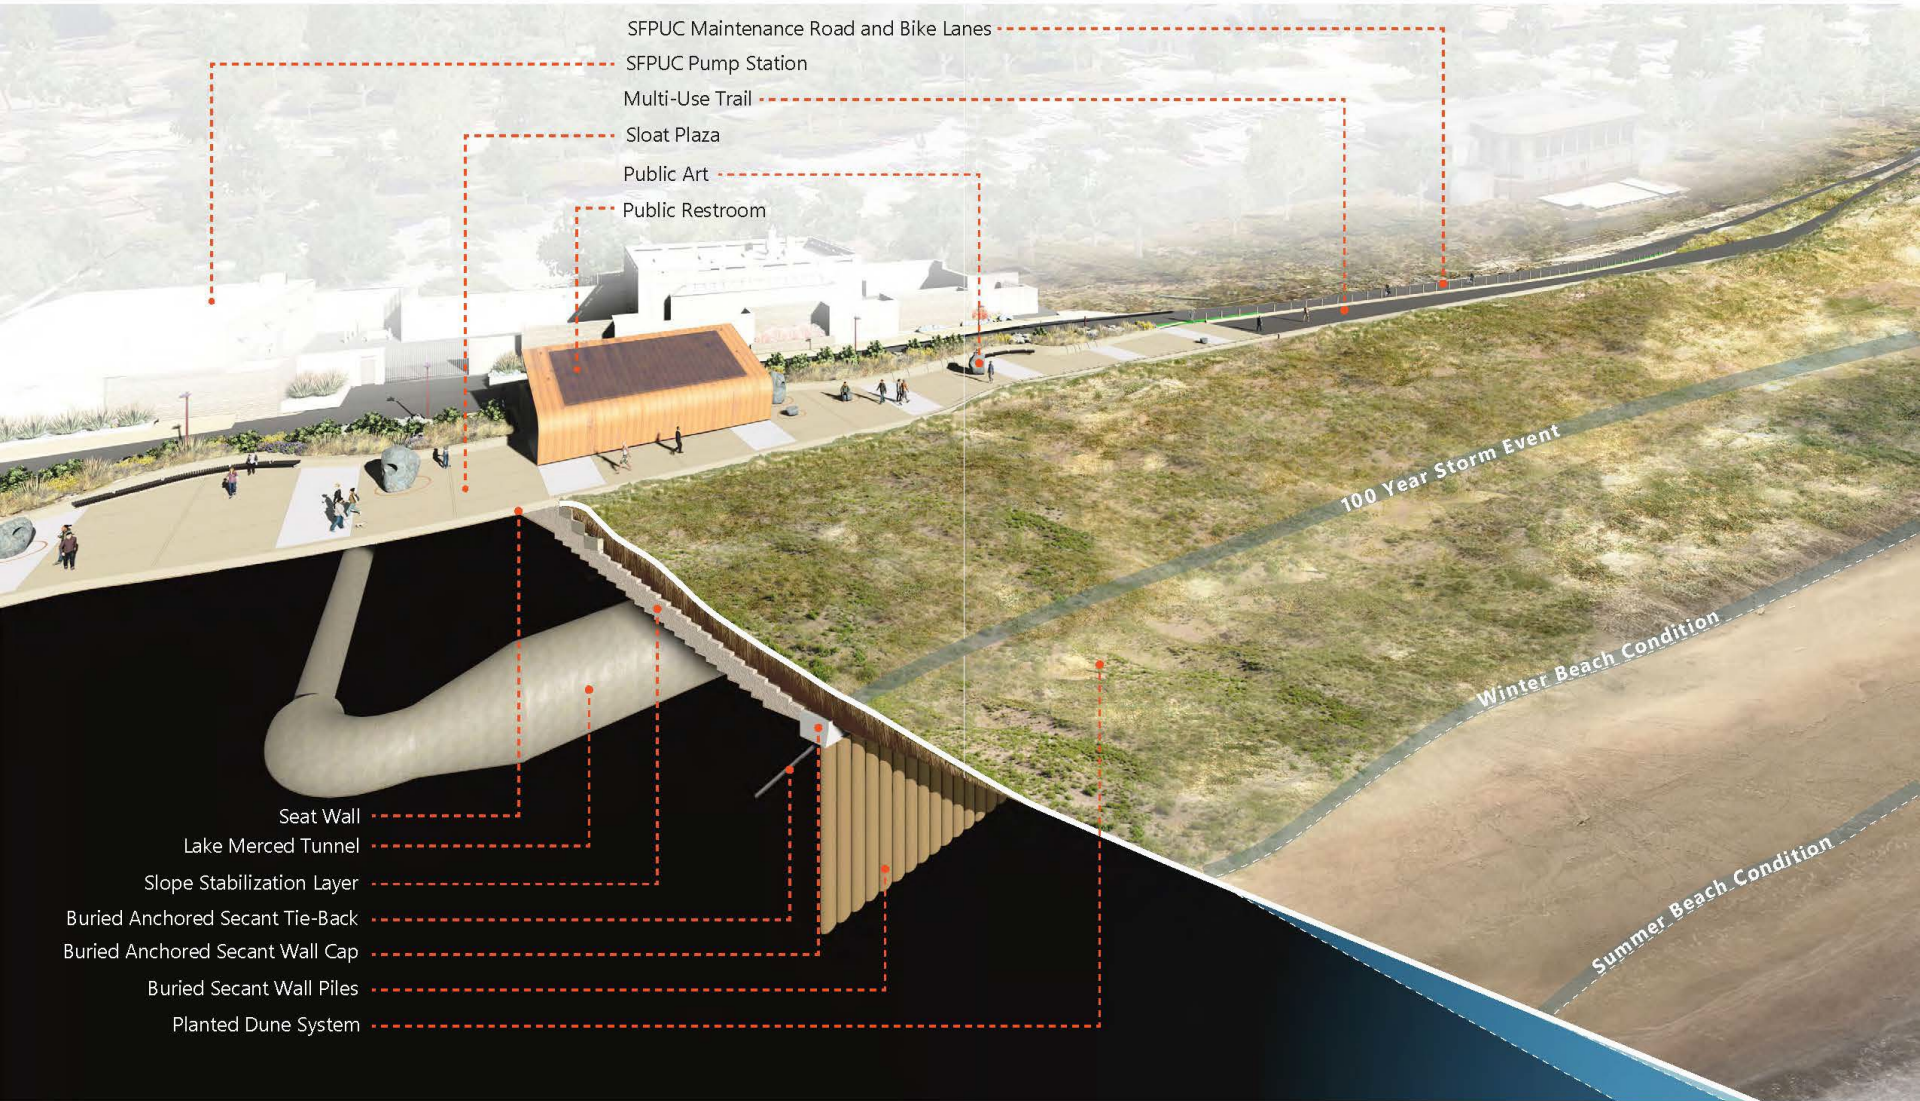 SFPUC Maintenance Road and Bike Lanes
SFPUC Pump Station
Multi-Use Trail
Sloat Plaza
Public Art
Public Restroom
100 Year Storm Event
Winter Beach Condition
Summer Beach Condition
Seat Wall
Lake Merced Tunnel
Slope Stabilization Layer
Buried Anchored Secant Tie-Back
Buried Anchored Secant Wall Cap
Buried Secant Wall Piles
Planted Dune System